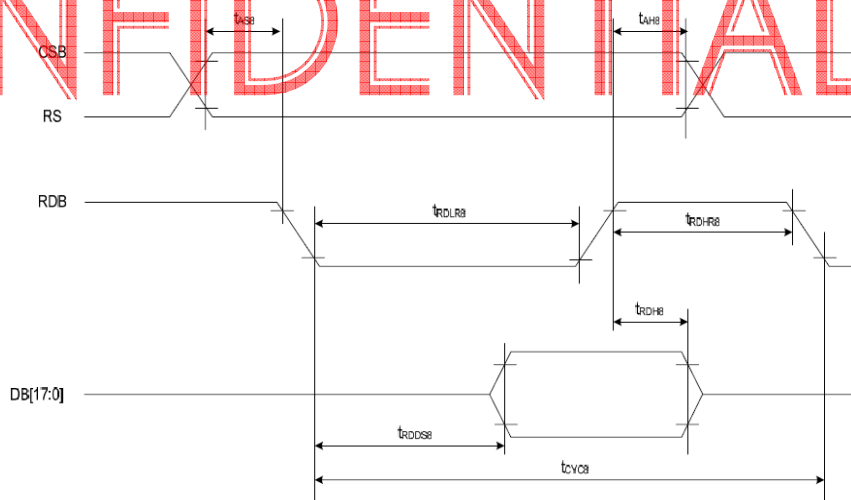 NFIDENTIAL
tAS8
tAH8
CSB
RS
RDB
tRDLR8
tRDHR8
tRDH8
DB[17:0]
tRDDS8
tCYC8